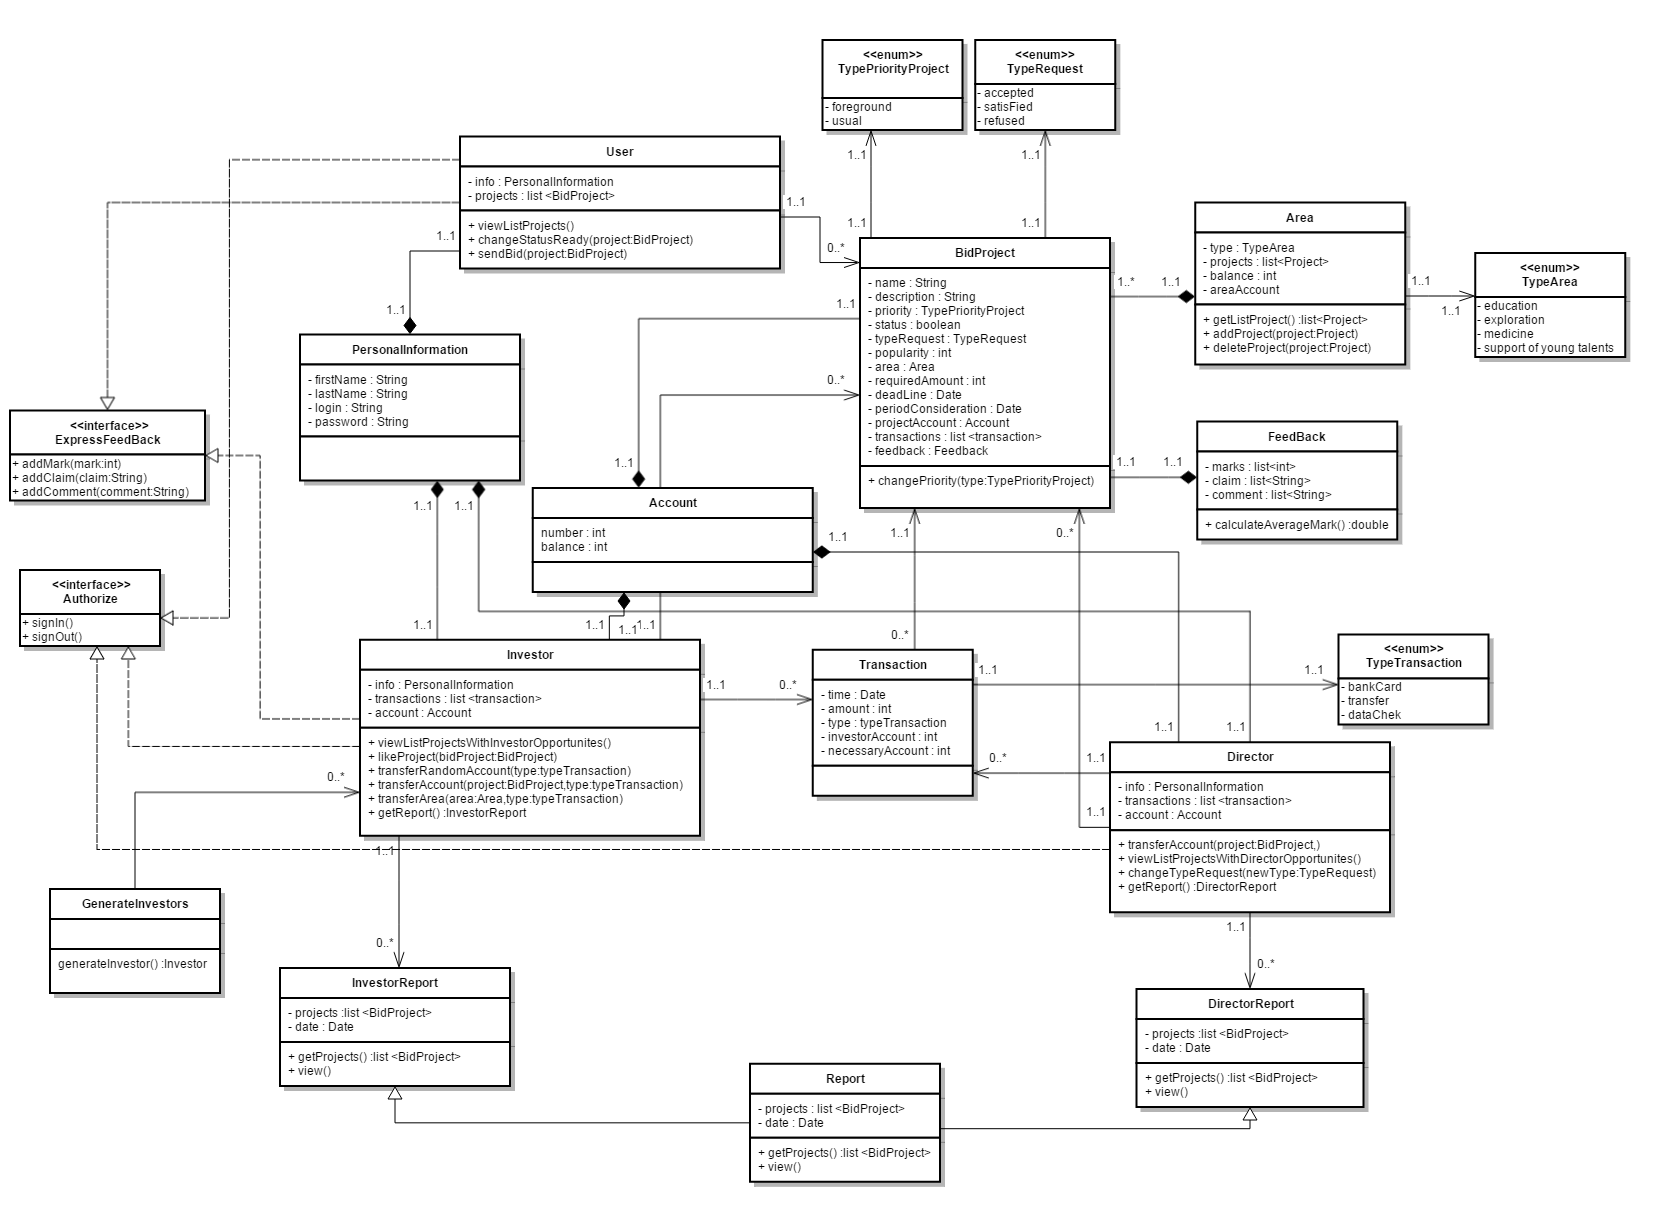 <<enum>>
TypePriorityProject
- foreground
- usual
<<enum>>
TypeRequest
- accepted
- satisFied
- refused
1..1
1..1
1..1
1..1
User
- info : PersonalInformation
- projects : list <BidProject>
+ viewListProjects()
+ changeStatusReady(project:BidProject)
+ sendBid(project:BidProject)
1..1
0..*
1..1
1..1
BidProject
- name : String
- description : String
- priority : TypePriorityProject
- status : boolean
- typeRequest : TypeRequest
- popularity : int
- area : Area
- requiredAmount : int
- deadLine : Date
- periodConsideration : Date
- projectAccount : Account
- transactions : list <transaction>
- feedback : Feedback
+ changePriority(type:TypePriorityProject)
1..*
1..1
Area
- type : TypeArea
- projects : list<Project>
- balance : int
- areaAccount
+ getListProject() :list<Project>
+ addProject(project:Project)
+ deleteProject(project:Project)
1..1
1..1
<<enum>>
TypeArea
- education
- exploration
- medicine
- support of young talents
PersonalInformation
- firstName : String
- lastName : String
- login : String
- password : String
1..1
0..*
1..1
<<interface>>
ExpressFeedBack
+ addMark(mark:int)
+ addClaim(claim:String)
+ addComment(comment:String)
1..1
1..1
FeedBack
- marks : list<int>
- claim : list<String>
- comment : list<String>
+ calculateAverageMark() :double
1..1
1..1
Account
number : int
balance : int
1..1
1..1
0..*
<<interface>>
Authorize
+ signIn()
+ signOut()
1..1
1..1
1..1
1..1
0..*
Investor
- info : PersonalInformation
- transactions : list <transaction>
- account : Account
+ viewListProjectsWithInvestorOpportunites()
+ likeProject(bidProject:BidProject)
+ transferRandomAccount(type:typeTransaction)
+ transferAccount(project:BidProject,type:typeTransaction)
+ transferArea(area:Area,type:typeTransaction)
+ getReport() :InvestorReport
1..1
0..*
Transaction
- time : Date
- amount : int
- type : typeTransaction
- investorAccount : int
- necessaryAccount : int
1..1
1..1
<<enum>>
TypeTransaction
- bankCard
- transfer
- dataChek
1..1
1..1
0..*
1..1
1..1
Director
- info : PersonalInformation
- transactions : list <transaction>
- account : Account
+ transferAccount(project:BidProject,)
+ viewListProjectsWithDirectorOpportunites()
+ changeTypeRequest(newType:TypeRequest)
+ getReport() :DirectorReport
0..*
1..1
GenerateInvestors
generateInvestor() :Investor
0..*
1..1
0..*
InvestorReport
- projects :list <BidProject>
- date : Date
+ getProjects() :list <BidProject>
+ view()
DirectorReport
- projects :list <BidProject>
- date : Date
+ getProjects() :list <BidProject>
+ view()
Report
- projects : list <BidProject>
- date : Date
+ getProjects() :list <BidProject>
+ view()